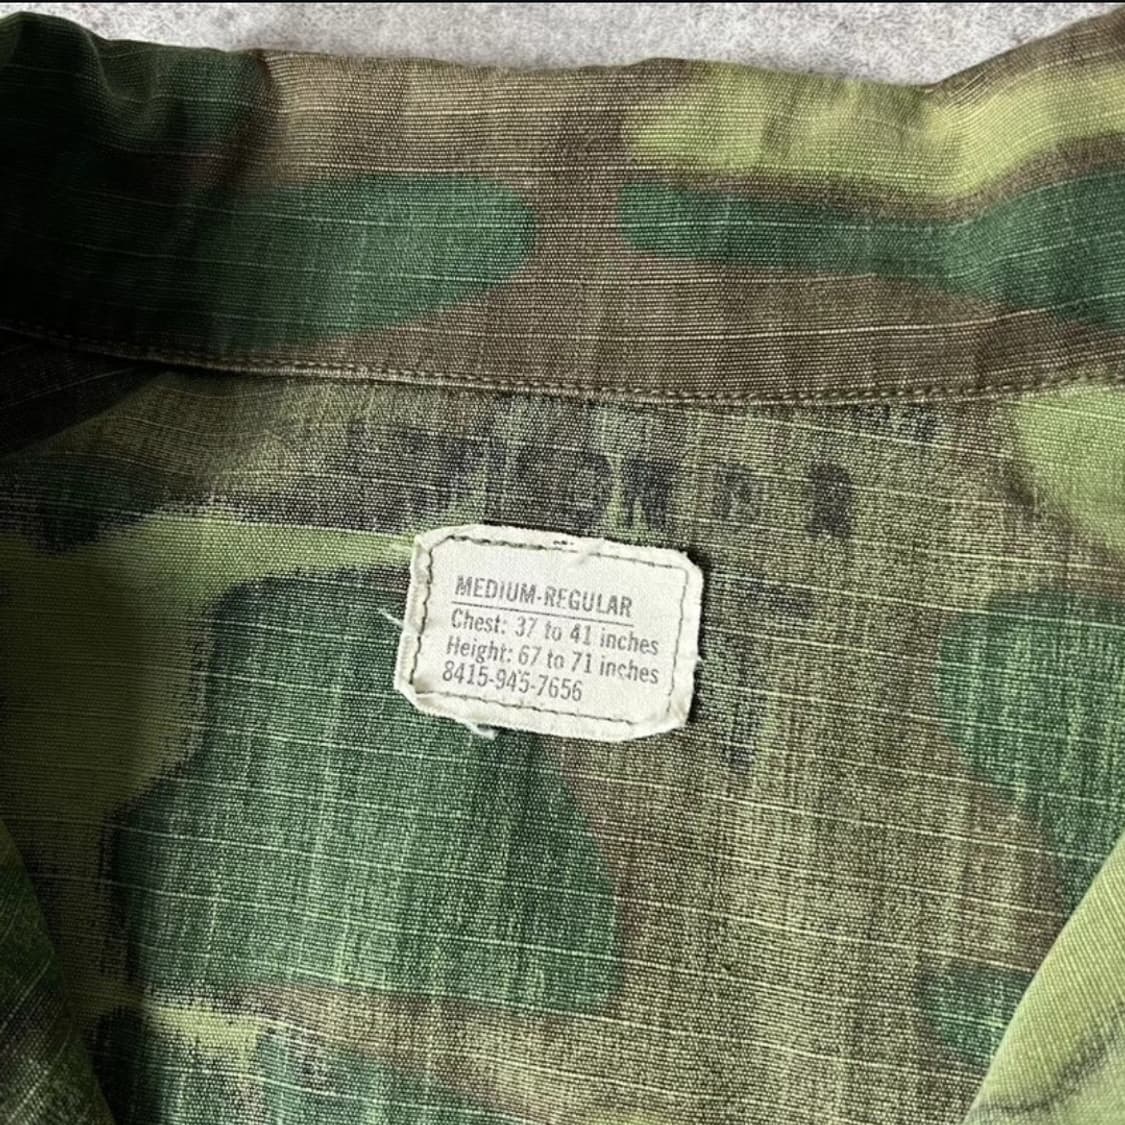 MEDIUM-REGULAR
Chest: 37 to 41 inches
Height: 67 to 71 inches
8415-945-7656